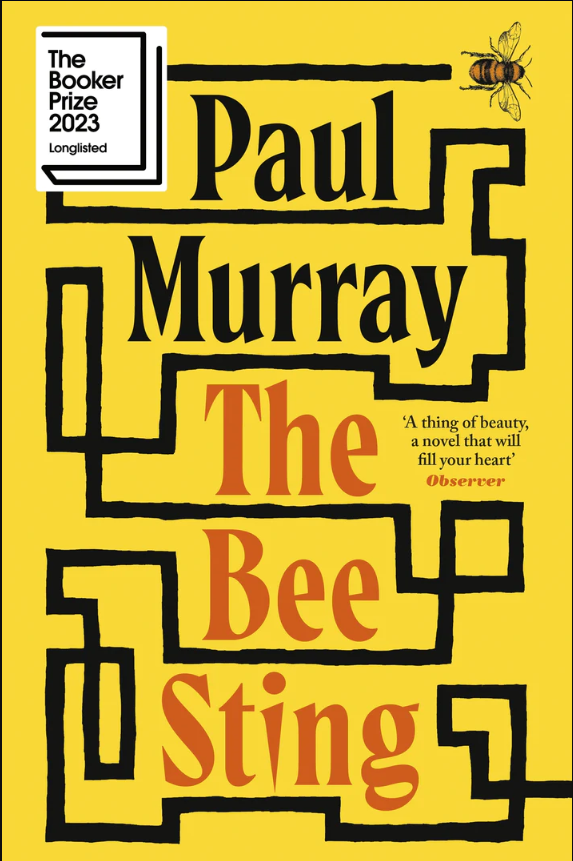 The
Booker
Prize
2023
Longlisted
Paul
Murray
The
Bee
Sting
‘A thing of beauty,
a novel that will
fill your heart’
Observer